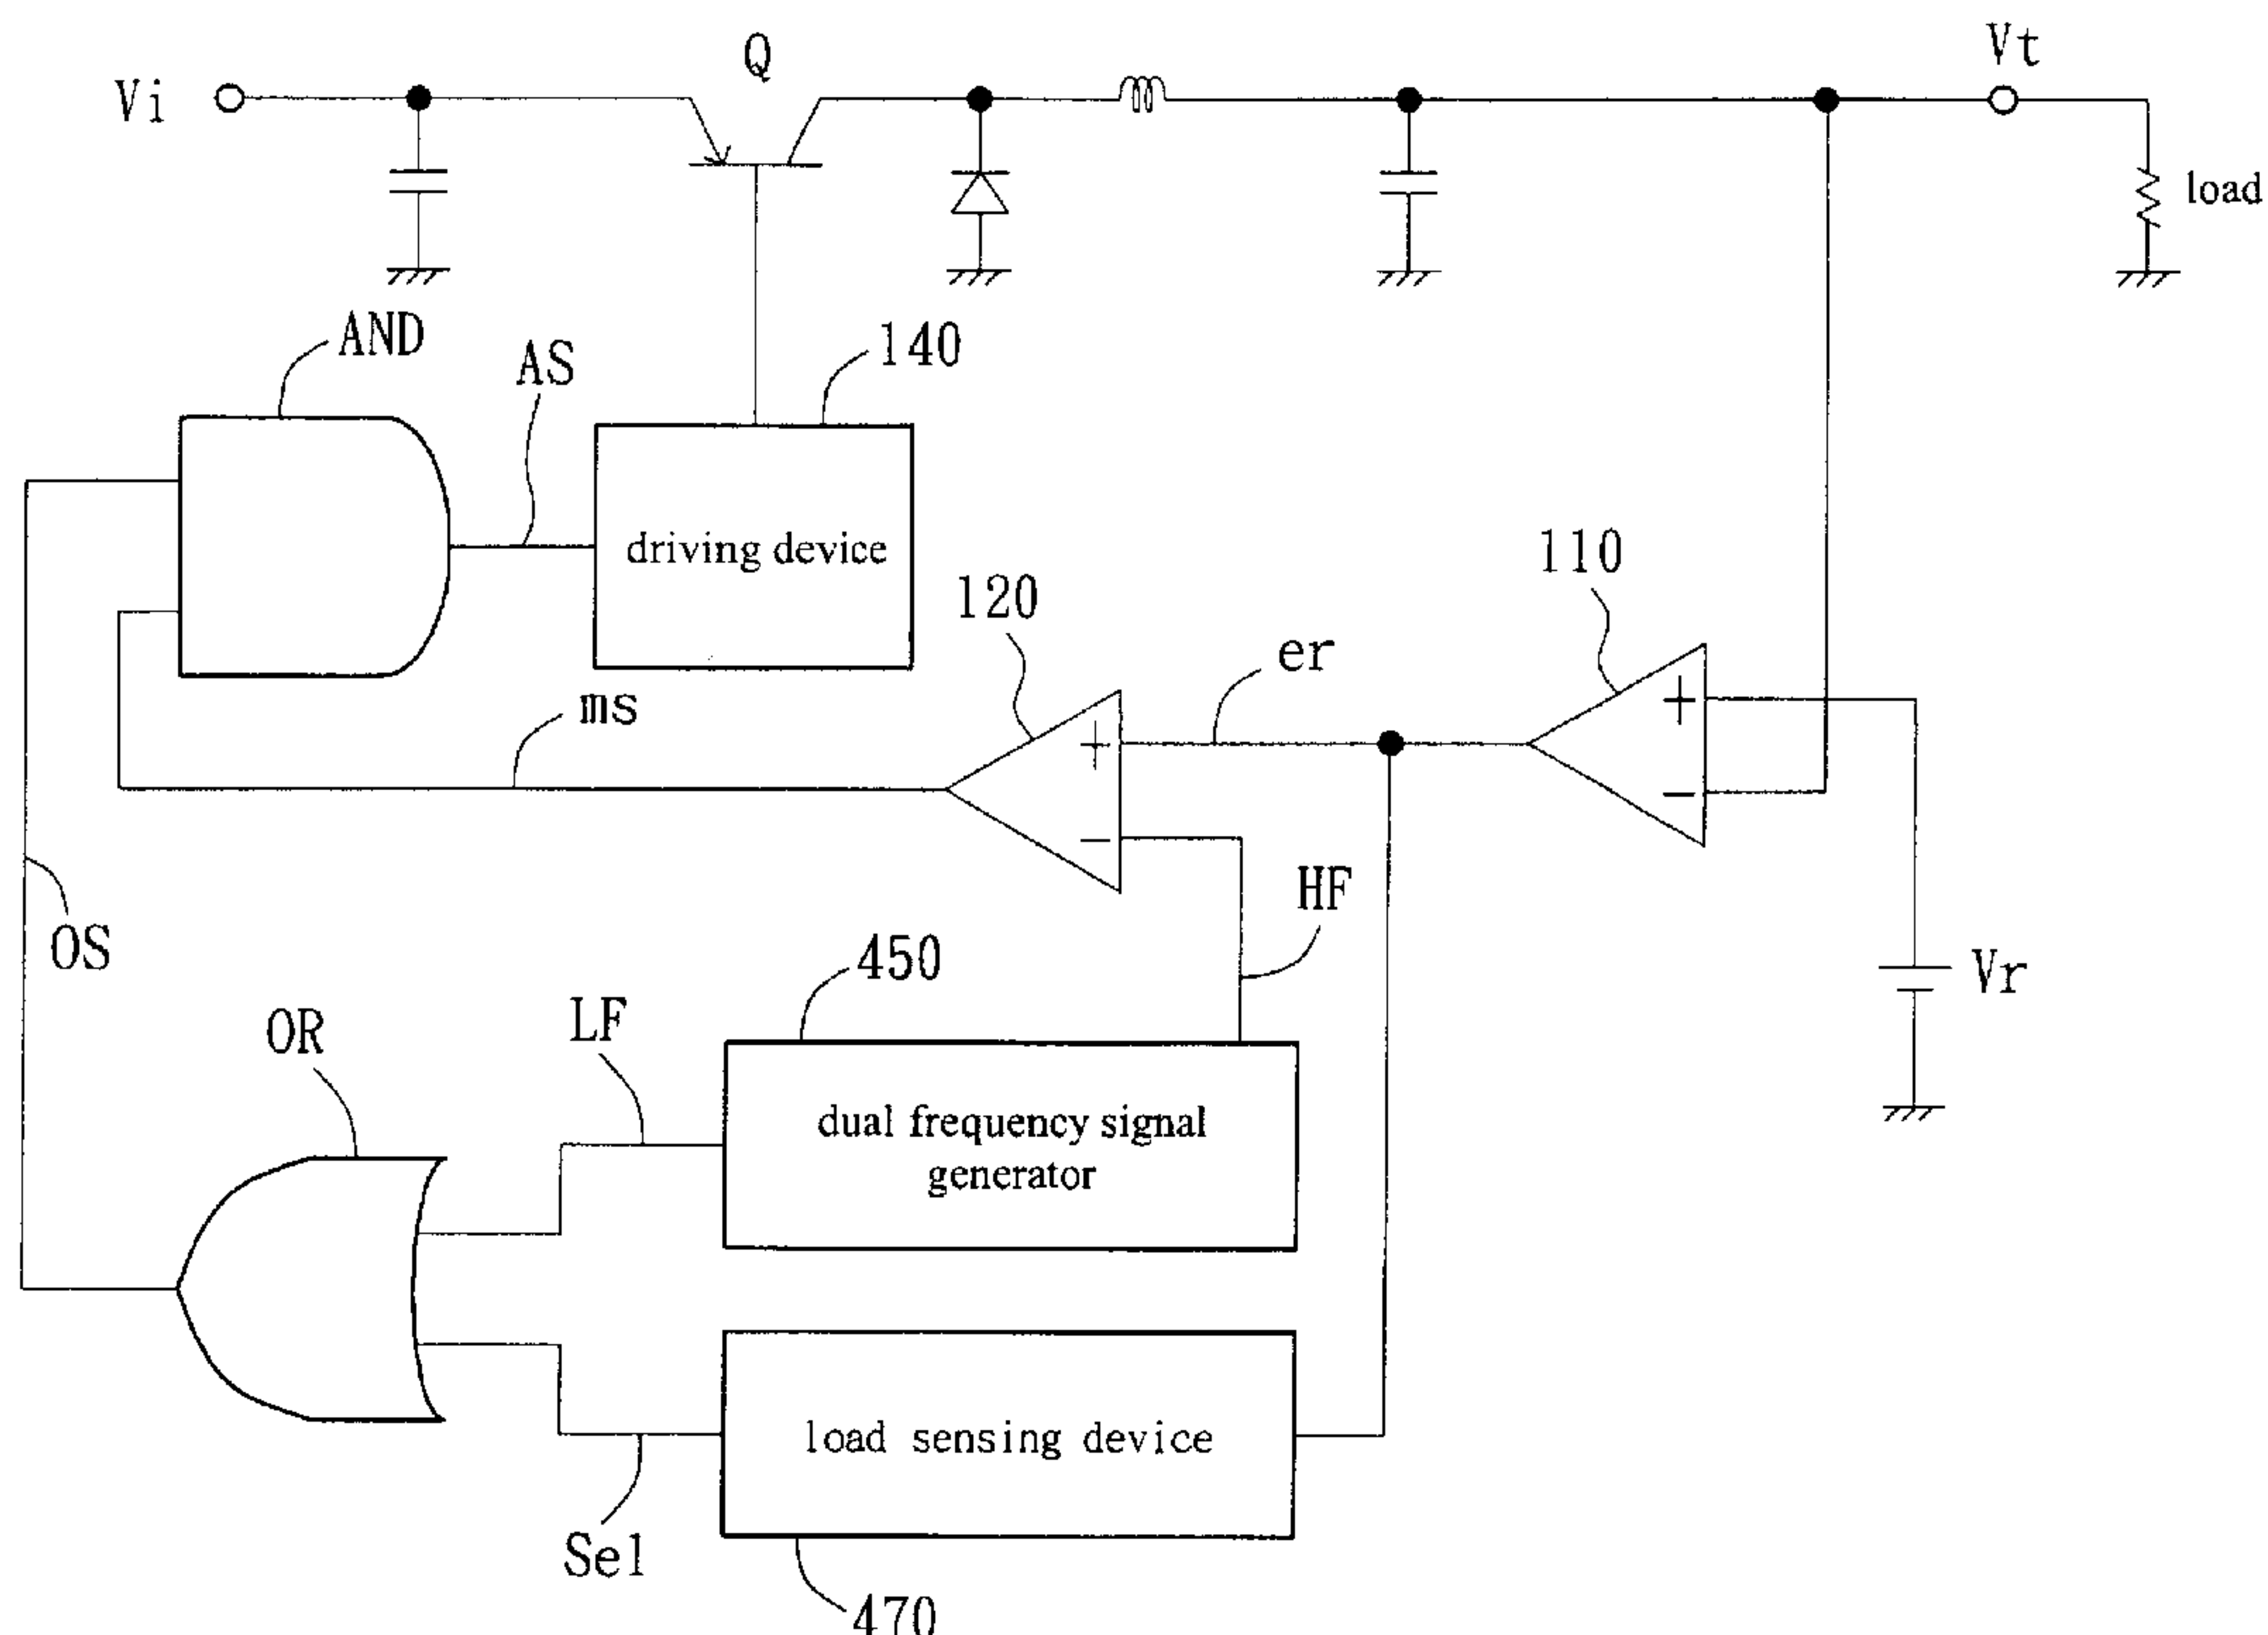 Q
Vt
Vi
load
AND
AS
140
driving device
110
120
er
+
+
ms
−
−
HF
OS
450
Vr
LF
OR
dual frequency signal
generator
load sensing device
Sel
470